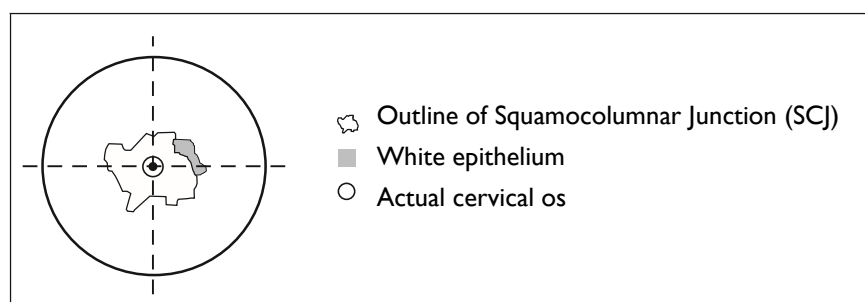 Outline of Squamocolumnar Junction (SCJ)
White epithelium
Actual cervical os